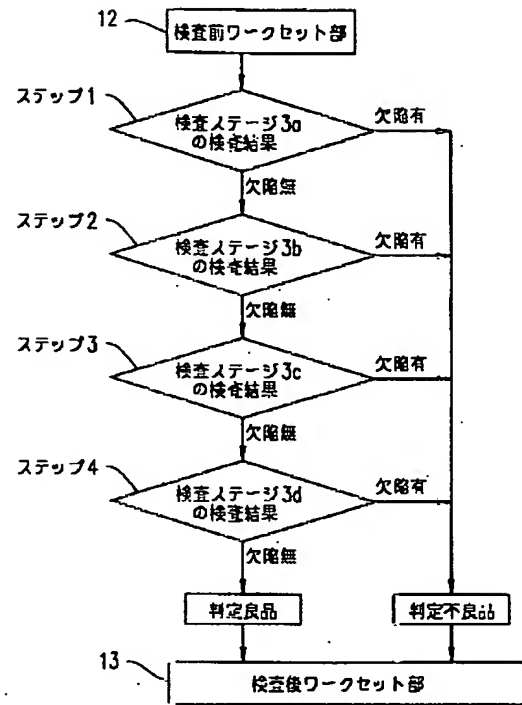 12
検査前ワークセット部
ステップ1
検査ステージ3a
の検査結果
欠陥有
欠陥無
ステップ2
検査ステージ3b
の検査結果
欠陥有
欠陥無
ステップ3
検査ステージ3c
の検査結果
欠陥有
欠陥無
ステップ4
検査ステージ3d
の検査結果
欠陥有
欠陥無
判定良品
判定不良品
13
検査後ワークセット部